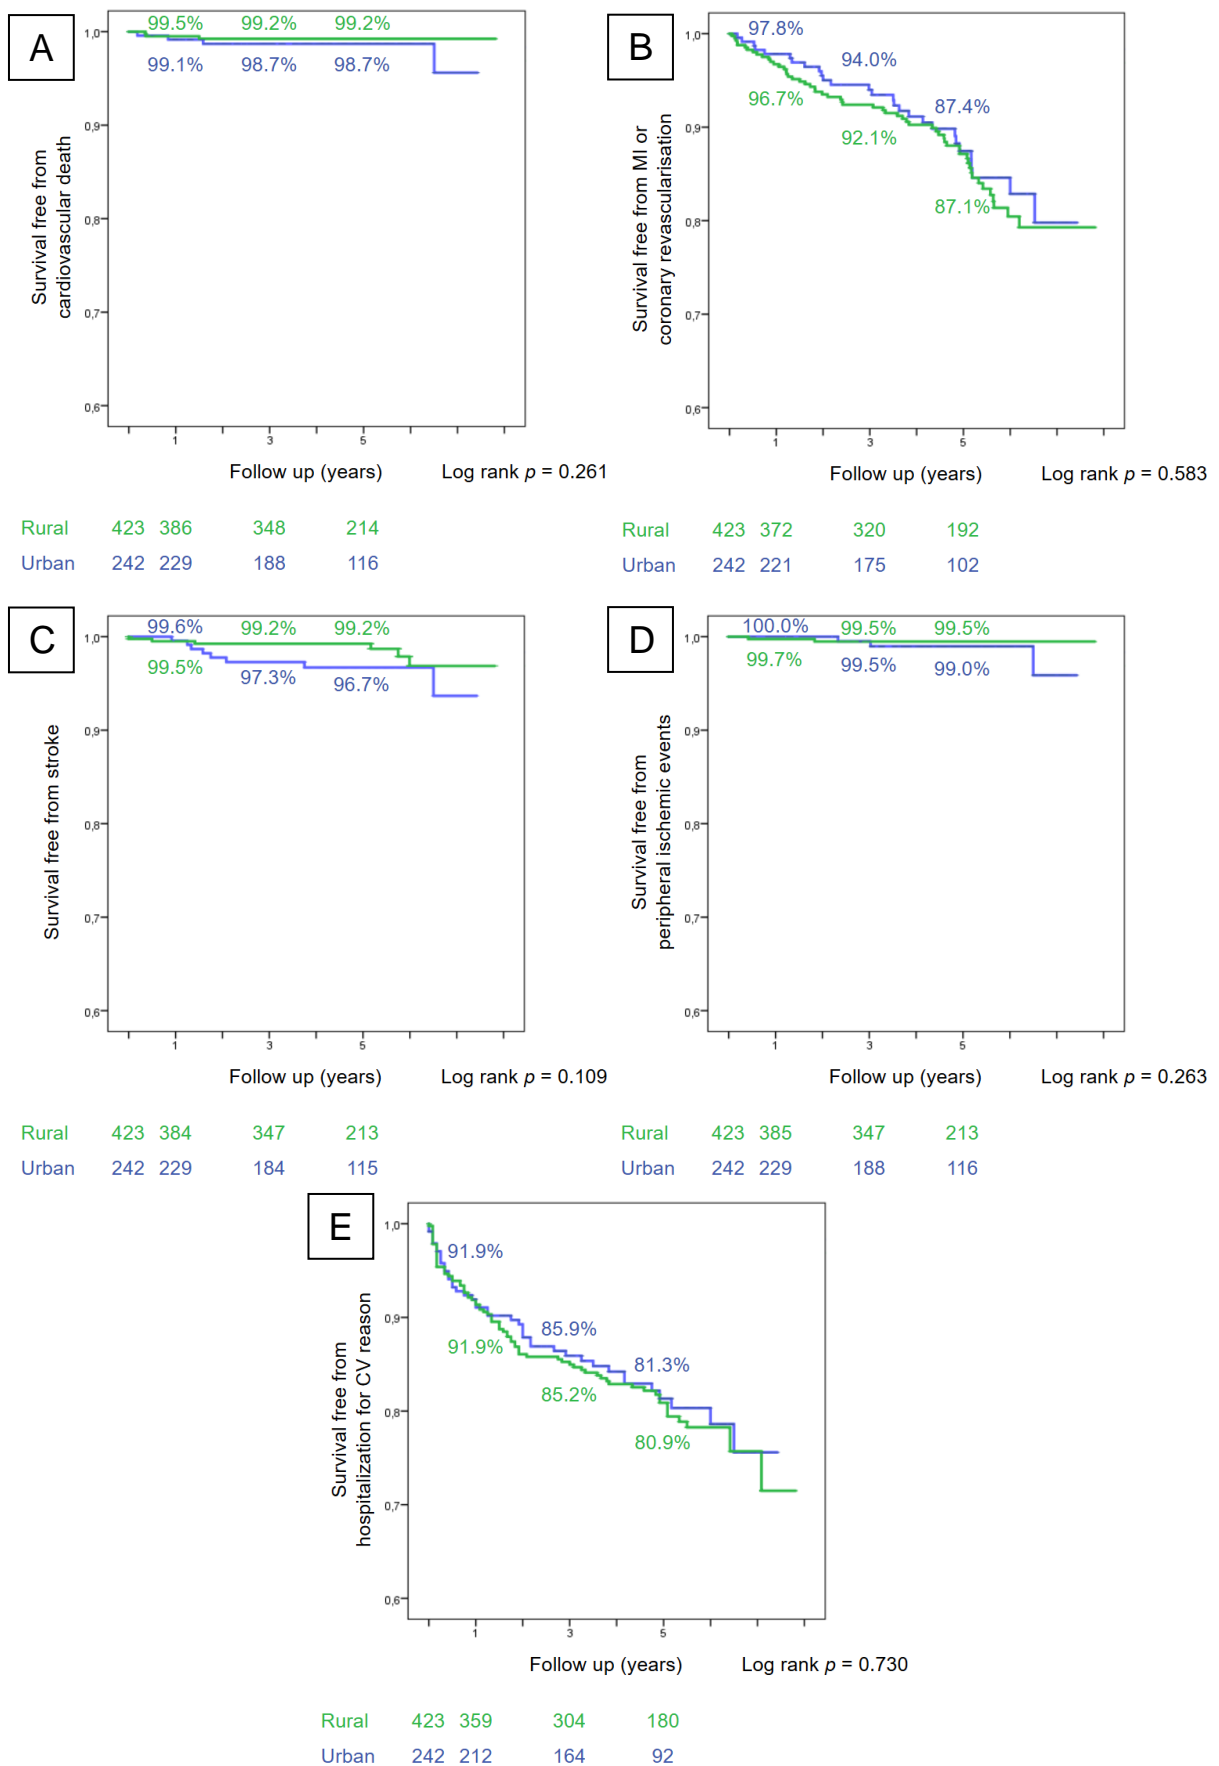 A
99.5% 99.2% 99.2%
99.1% 98.7% 98.7%
1,0
0,9
0,8
0,7
0,6
Survival free from
cardiovascular death
1 3 5
Follow up (years) Log rank p = 0.261
Rural 423 386 348 214
Urban 242 229 188 116
B
97.8%
94.0%
87.4%
96.7%
92.1%
87.1%
1,0
0,9
0,8
0,7
0,6
Survival free from MI or
coronary revascularisation
1 3 5
Follow up (years) Log rank p = 0.583
Rural 423 372 320 192
Urban 242 221 175 102
C
99.6% 99.2% 99.2%
99.5% 97.3% 96.7%
1,0
0,9
0,8
0,7
0,6
Survival free from stroke
1 3 5
Follow up (years) Log rank p = 0.109
Rural 423 384 347 213
Urban 242 229 184 115
D
100.0% 99.5% 99.5%
99.7% 99.5% 99.0%
1,0
0,9
0,8
0,7
0,6
Survival free from
peripheral ischemic events
1 3 5
Follow up (years) Log rank p = 0.263
Rural 423 385 347 213
Urban 242 229 188 116
E
91.9%
85.9%
81.3%
91.9%
85.2%
80.9%
1,0
0,9
0,8
0,7
0,6
Survival free from
hospitalization for CV reason
1 3 5
Follow up (years) Log rank p = 0.730
Rural 423 359 304 180
Urban 242 212 164 92